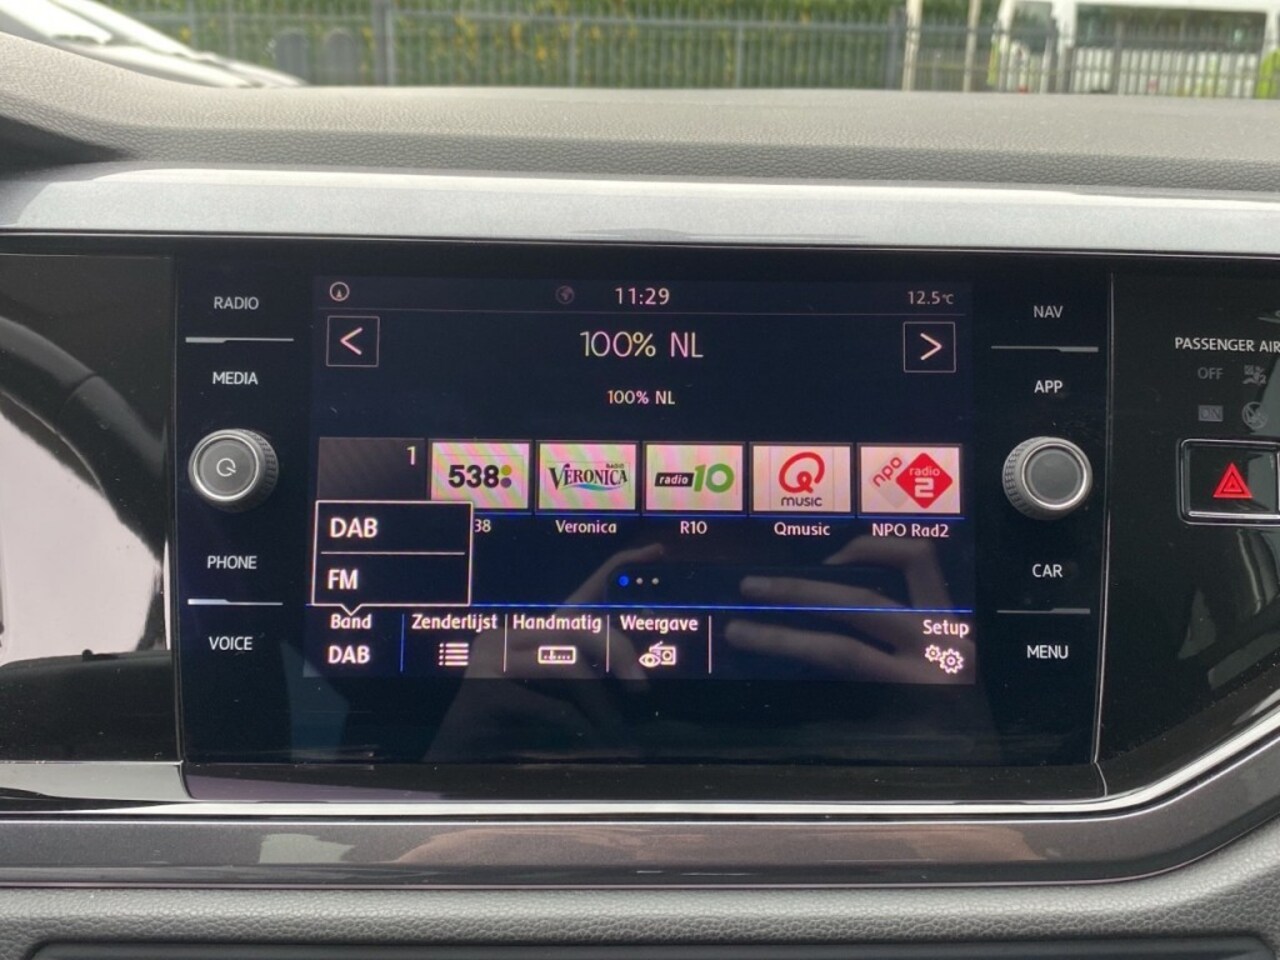 RADIO
MEDIA
PHONE
VOICE
11:29
12.5°C
<
100% NL
>
100% NL
1
538
VERONICA
RADIO
radio 10
Q
MUSIC
npo
radio
2
38
Veronica
R10
Qmusic
NPO Rad2
DAB
FM
Band
DAB
Zenderlijst
Handmatig
Weergave
Setup
NAV
APP
CAR
MENU
PASSENGER AIR
OFF
ON